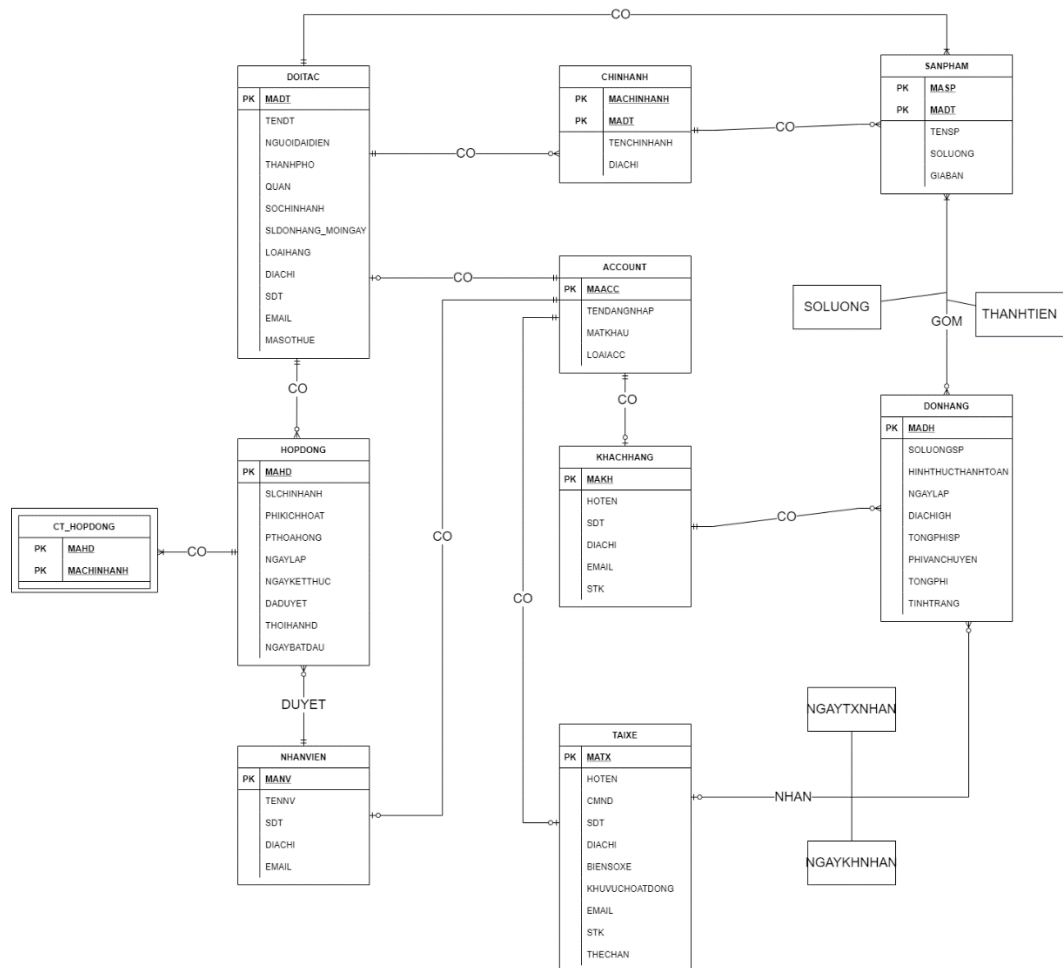 CO
DOITAC
PK MADT
TENDT
NGUOIDAIDIEN
THANHPHO
QUAN
SOCHINHANH
SLDONHANG_MOINGAY
LOAIHANG
DIACHI
SDT
EMAIL
MASOTHUE
CO
CHINHANH
PK MACHINHANH
PK MADT
TENCHINHANH
DIACHI
CO
SANPHAM
PK MASP
PK MADT
TENSP
SOLUONG
GIABAN
CO
ACCOUNT
PK MAACC
TENDANGNHAP
MATKHAU
LOAIACC
SOLUONG
THANHTIEN
GOM
CO
CO
HOPDONG
PK MAHD
SLCHINHANH
PHIKICHHOAT
PTHOAHONG
NGAYLAP
NGAYKETTHUC
DADUYET
THOIHANHD
NGAYBATDAU
CT_HOPDONG
PK MAHD
PK MACHINHANH
CO
CO
CO
KHACHHANG
PK MAKH
HOTEN
SDT
DIACHI
EMAIL
STK
CO
DONHANG
PK MADH
SOLUONGSP
HINHTHUCTHANHTOAN
NGAYLAP
DIACHIGH
TONGPHISP
PHIVANCHUYEN
TONGPHI
TINHTRANG
DUYET
NHANVIEN
PK MANV
TENNV
SDT
DIACHI
EMAIL
TAIXE
PK MATX
HOTEN
CMND
SDT
DIACHI
BIENSOXE
KHUVUCHOATDONG
EMAIL
STK
THECHAN
NGAYTXNHAN
NHAN
NGAYKHNHAN